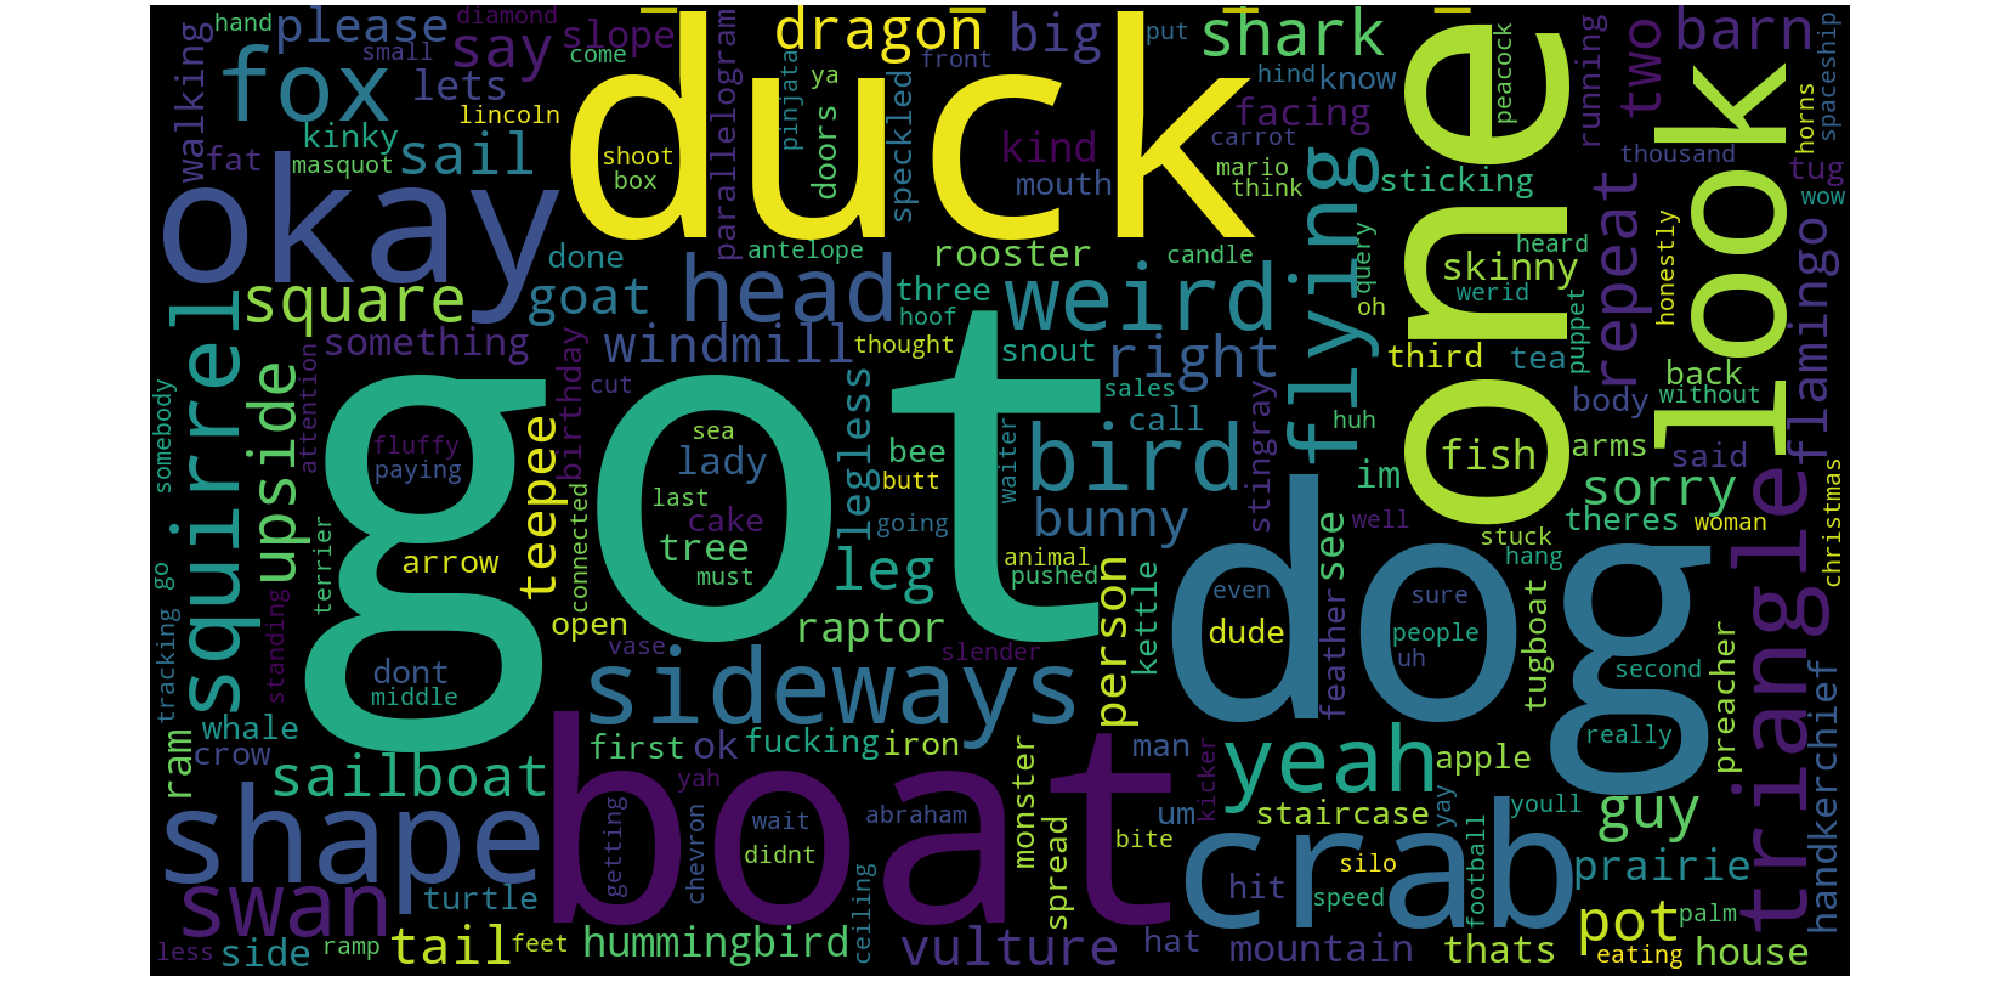 hand
please
diamond
say
slope
dragon
big
put
shark
two
barn
small
come
duck
front
one
look
walking
fox
lets
lincoln
parallelogram
pinjata
ya
doors
speckled
hind
know
facing
peacock
running
horns
spaceship
kinky
fat
masquot
sail
shoot
box
kind
mouth
carrot
mario
think
flying
sticking
thousand
tug
wow
okay
antelope
rooster
candle
query
heard
skinny
werid
repeat
honestly
flamingo
done
goat
head
three
hoof
weird
oh
puppet
square
something
birthday
windmill
thought
snout
right
third
tea
squirrel
upside
attention
cut
legless
sales
call
back
without
body
somebody
got
fluffy
paying
teepee
sea
lady
last
cake
tree
must
bee
butt
waiter
bird
stingray
huh
im
fish
arms
said
sorry
triangle
christmas
bunny
going
well
theres
woman
terrier
arrow
connected
leg
animal
pushed
person
kettle
see
stuck
hang
dog
go
tracking
standing
open
raptor
even
dude
feather
sure
people
uh
tugboat
second
dont
middle
vase
slender
sideways
really
preacher
handkerchief
whale
crow
ram
first
ok
fucking
iron
man
yeah
apple
sailboat
yah
boat
monster
kicker
shape
getting
chevron
wait
didnt
abraham
um
bite
staircase
yay
youll
guy
spread
crab
silo
speed
football
prairie
swan
turtle
ceiling
hit
pot
palm
less
side
ramp
tail
feet
hummingbird
vulture
hat
mountain
thats
eating
house